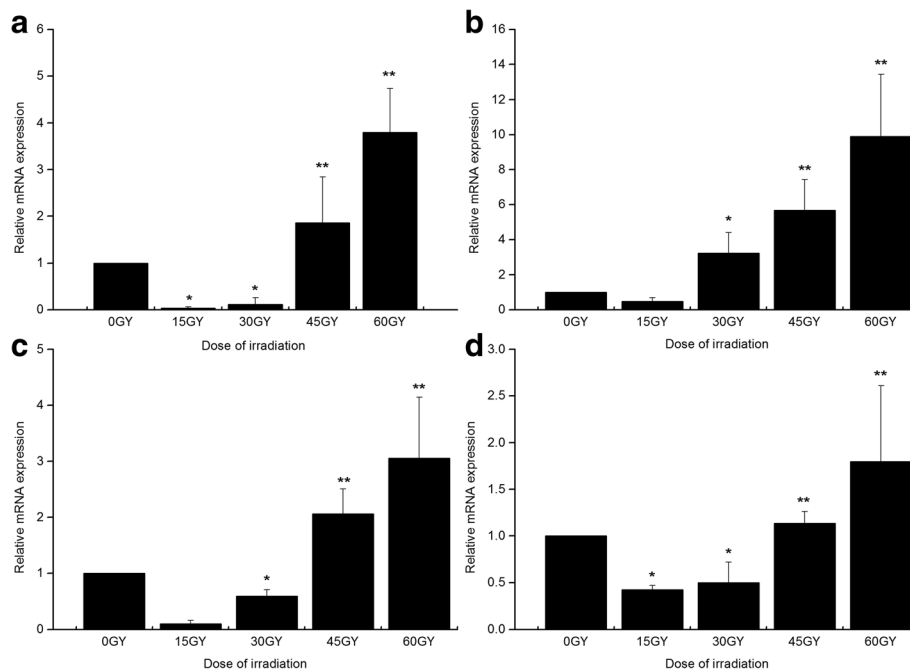 a
Relative mRNA expression
6
5
4
3
2
1
0
*
*
**
**
0GY 15GY 30GY 45GY 60GY
Dose of irradiation
b
Relative mRNA expression
16
14
12
10
8
6
4
2
0
*
**
**
0GY 15GY 30GY 45GY 60GY
Dose of irradiation
c
Relative mRNA expression
5
4
3
2
1
0
*
**
**
0GY 15GY 30GY 45GY 60GY
Dose of irradiation
d
Relative mRNA expression
3.0
2.5
2.0
1.5
1.0
0.5
0.0
*
*
**
**
0GY 15GY 30GY 45GY 60GY
Dose of irradiation